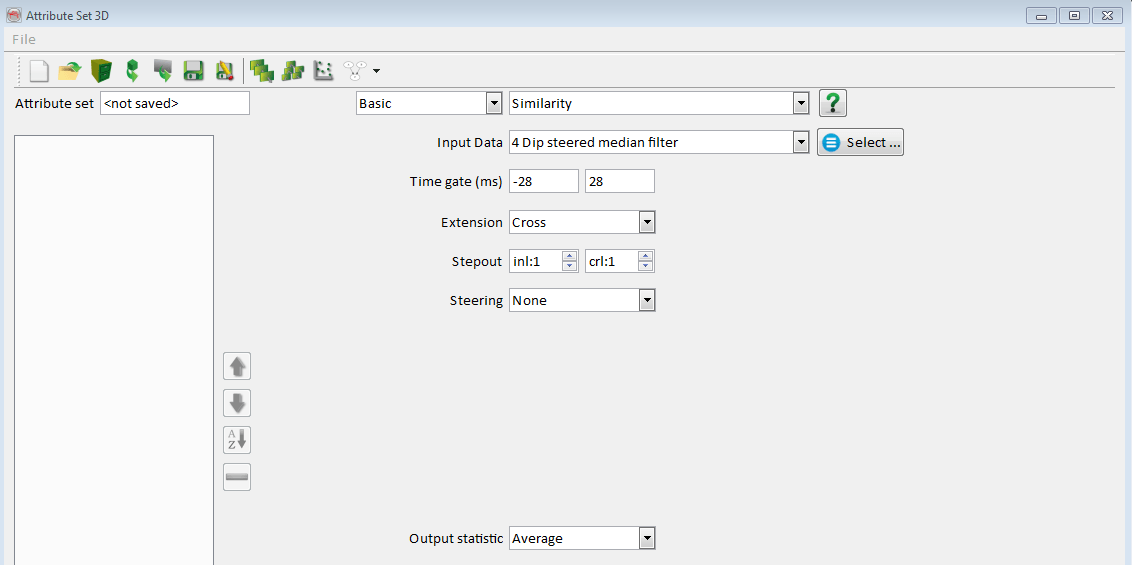 Attribute Set 3D
File
Attribute set <not saved> Basic Similarity ?
Input Data 4 Dip steered median filter Select ...
Time gate (ms) -28 28
Extension Cross
Stepout inl:1 crl:1
Steering None
A
Z
Output statistic Average